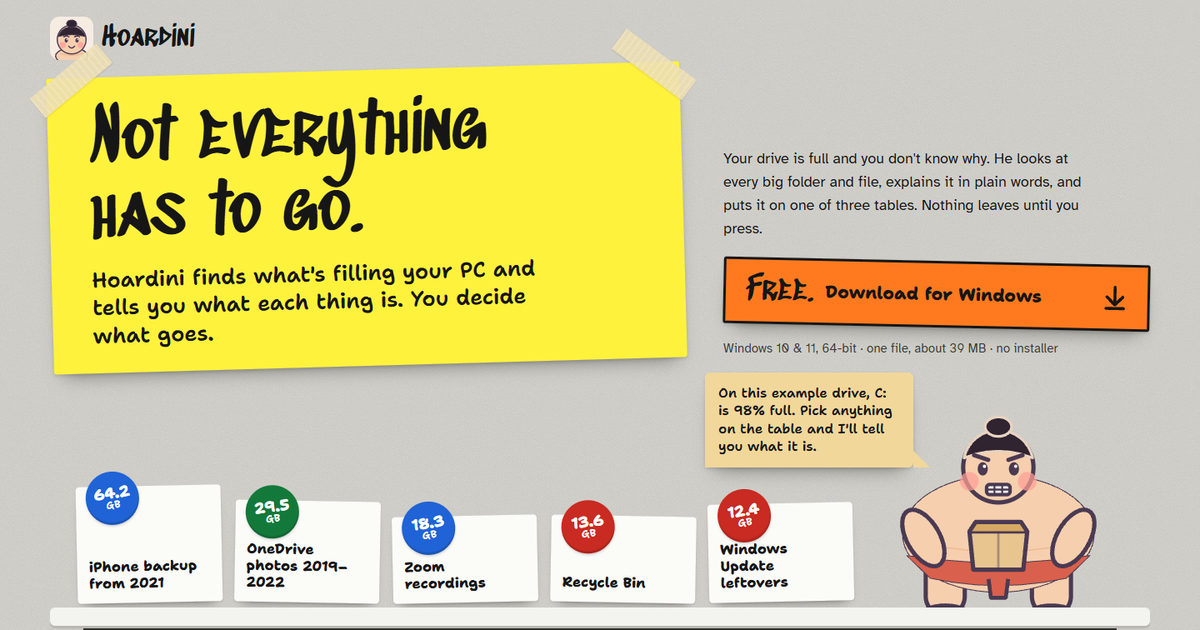 Hoardini
Not everything
has to go.
Hoardini finds what's filling your PC and
tells you what each thing is. You decide
what goes.
Your drive is full and you don't know why. He looks at
every big folder and file, explains it in plain words, and
puts it on one of three tables. Nothing leaves until you
press.
Free. Download for Windows
Windows 10 & 11, 64-bit · one file, about 39 MB · no installer
On this example drive, C:
is 98% full. Pick anything
on the table and I'll tell
you what it is.
64.2
GB
iPhone backup
from 2021
29.5
GB
OneDrive
photos 2019–
2022
18.3
GB
Zoom
recordings
13.6
GB
Recycle Bin
12.4
GB
Windows
Update
leftovers